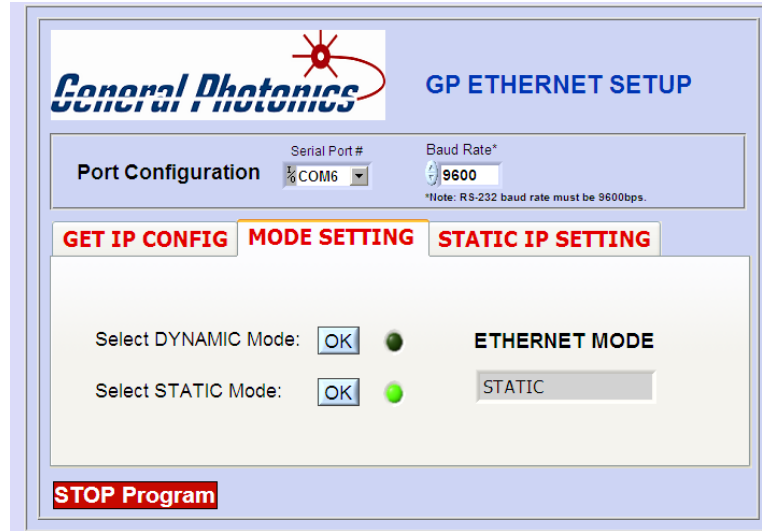 General Photonics
GP ETHERNET SETUP
Port Configuration
Serial Port #
COM6
Baud Rate*
9600
*Note: RS-232 baud rate must be 9600bps.
GET IP CONFIG
MODE SETTING
STATIC IP SETTING
Select DYNAMIC Mode:
OK
ETHERNET MODE
Select STATIC Mode:
OK
STATIC
STOP Program